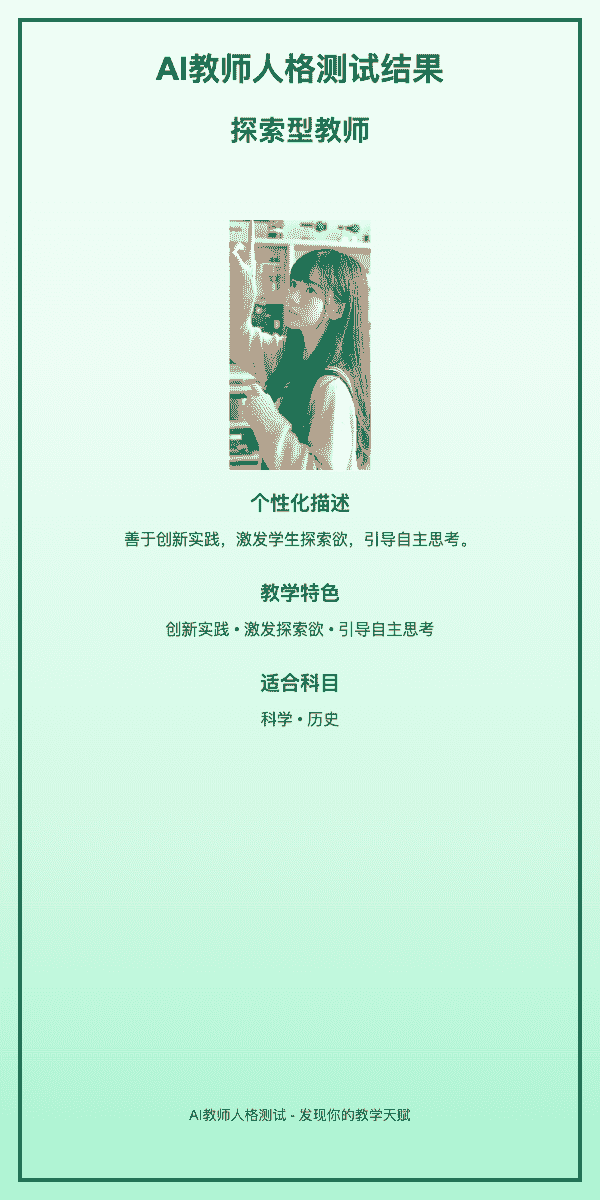 AI教师人格测试结果
探索型教师
个性化描述
善于创新实践，激发学生探索欲，引导自主思考。
教学特色
创新实践 • 激发探索欲 • 引导自主思考
适合科目
科学 • 历史
AI教师人格测试 - 发现你的教学天赋